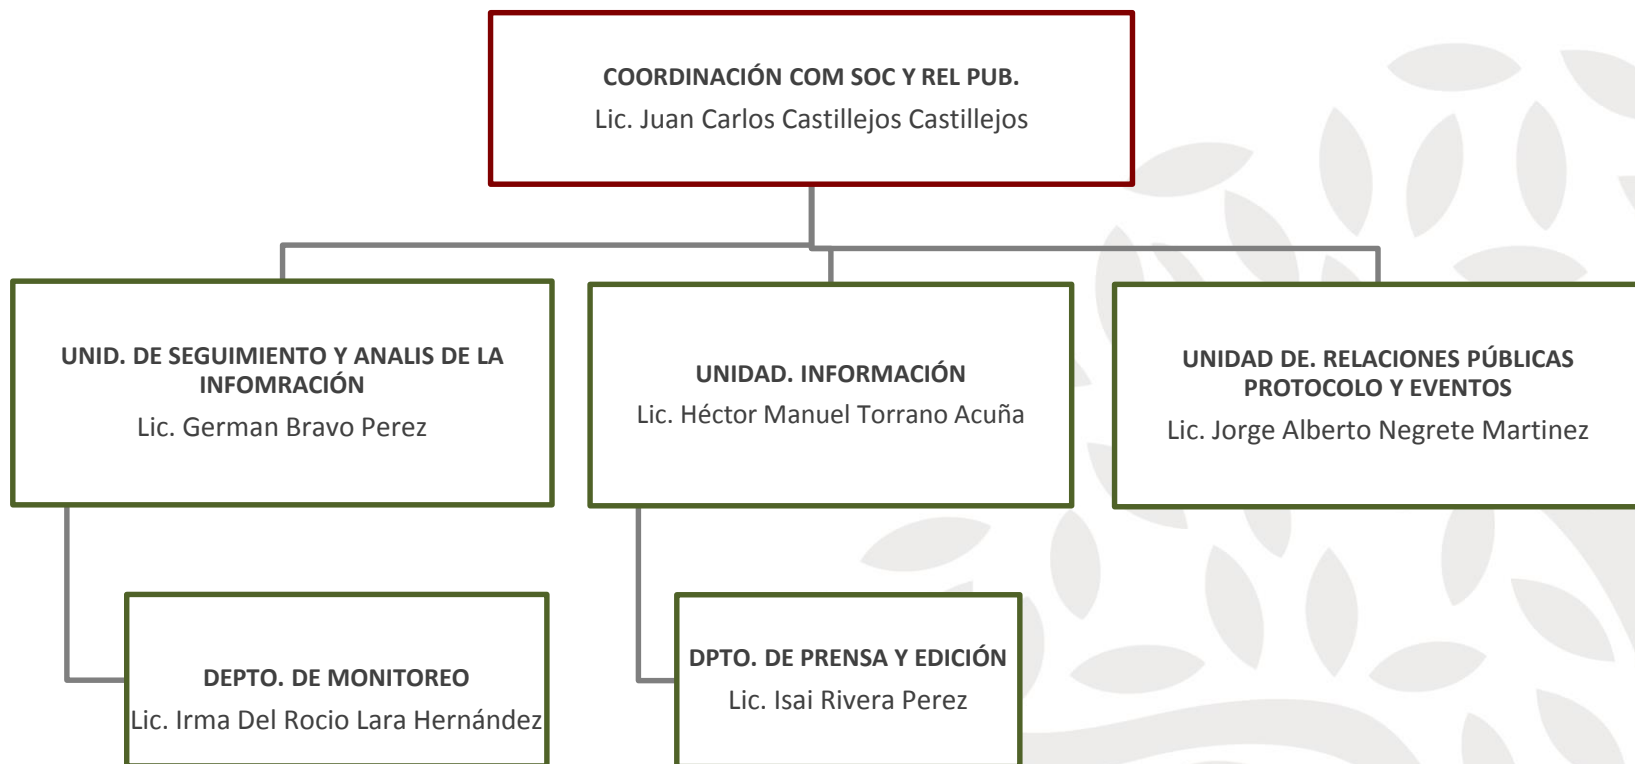 COORDINACIÓN COM SOC Y REL PUB.
Lic. Juan Carlos Castillejos Castillejos
UNID. DE SEGUIMIENTO Y ANALIS DE LA
INFOMRACIÓN
Lic. German Bravo Perez
UNIDAD. INFORMACIÓN
Lic. Héctor Manuel Torrano Acuña
UNIDAD DE. RELACIONES PÚBLICAS
PROTOCOLO Y EVENTOS
Lic. Jorge Alberto Negrete Martinez
DEPTO. DE MONITOREO
Lic. Irma Del Rocio Lara Hernández
DPTO. DE PRENSA Y EDICIÓN
Lic. Isai Rivera Perez